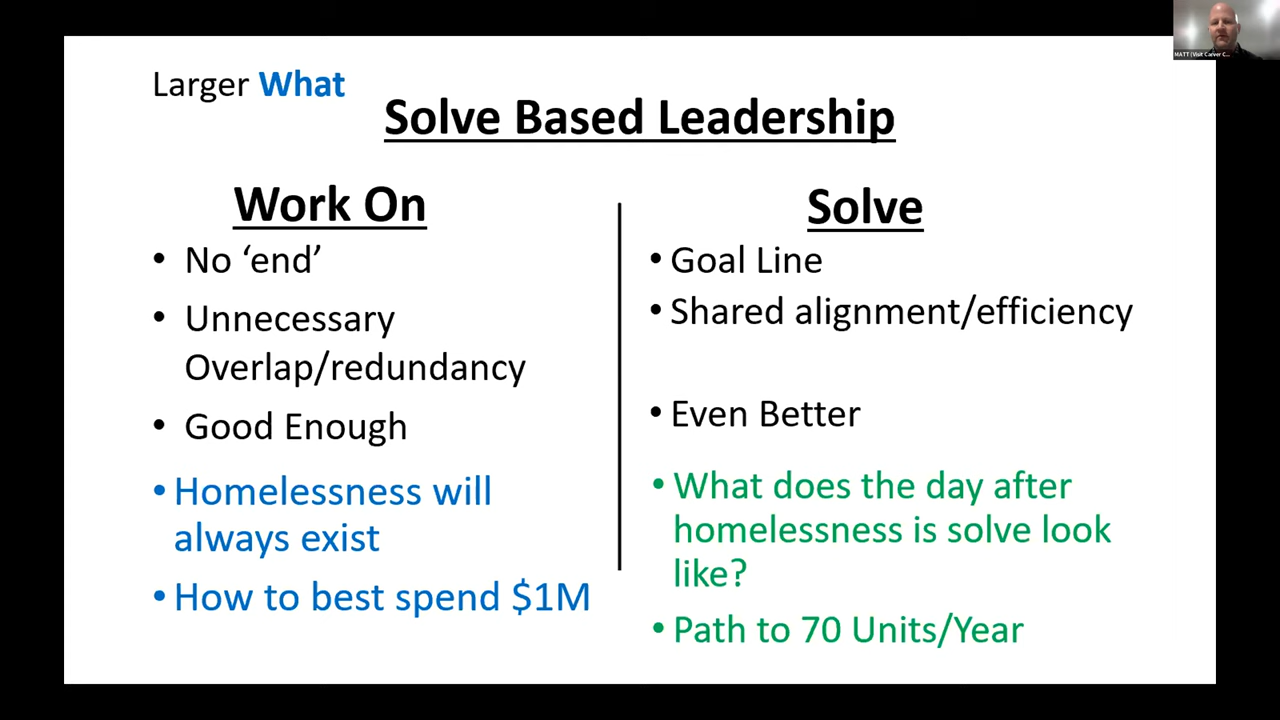 Larger What
Solve Based Leadership
Work On
• No ‘end’
• Unnecessary
Overlap/redundancy
• Good Enough
• Homelessness will
always exist
• How to best spend $1M
Solve
• Goal Line
• Shared alignment/efficiency
• Even Better
• What does the day after
homelessness is solve look
like?
• Path to 70 Units/Year
MATT (Visit Carver C...